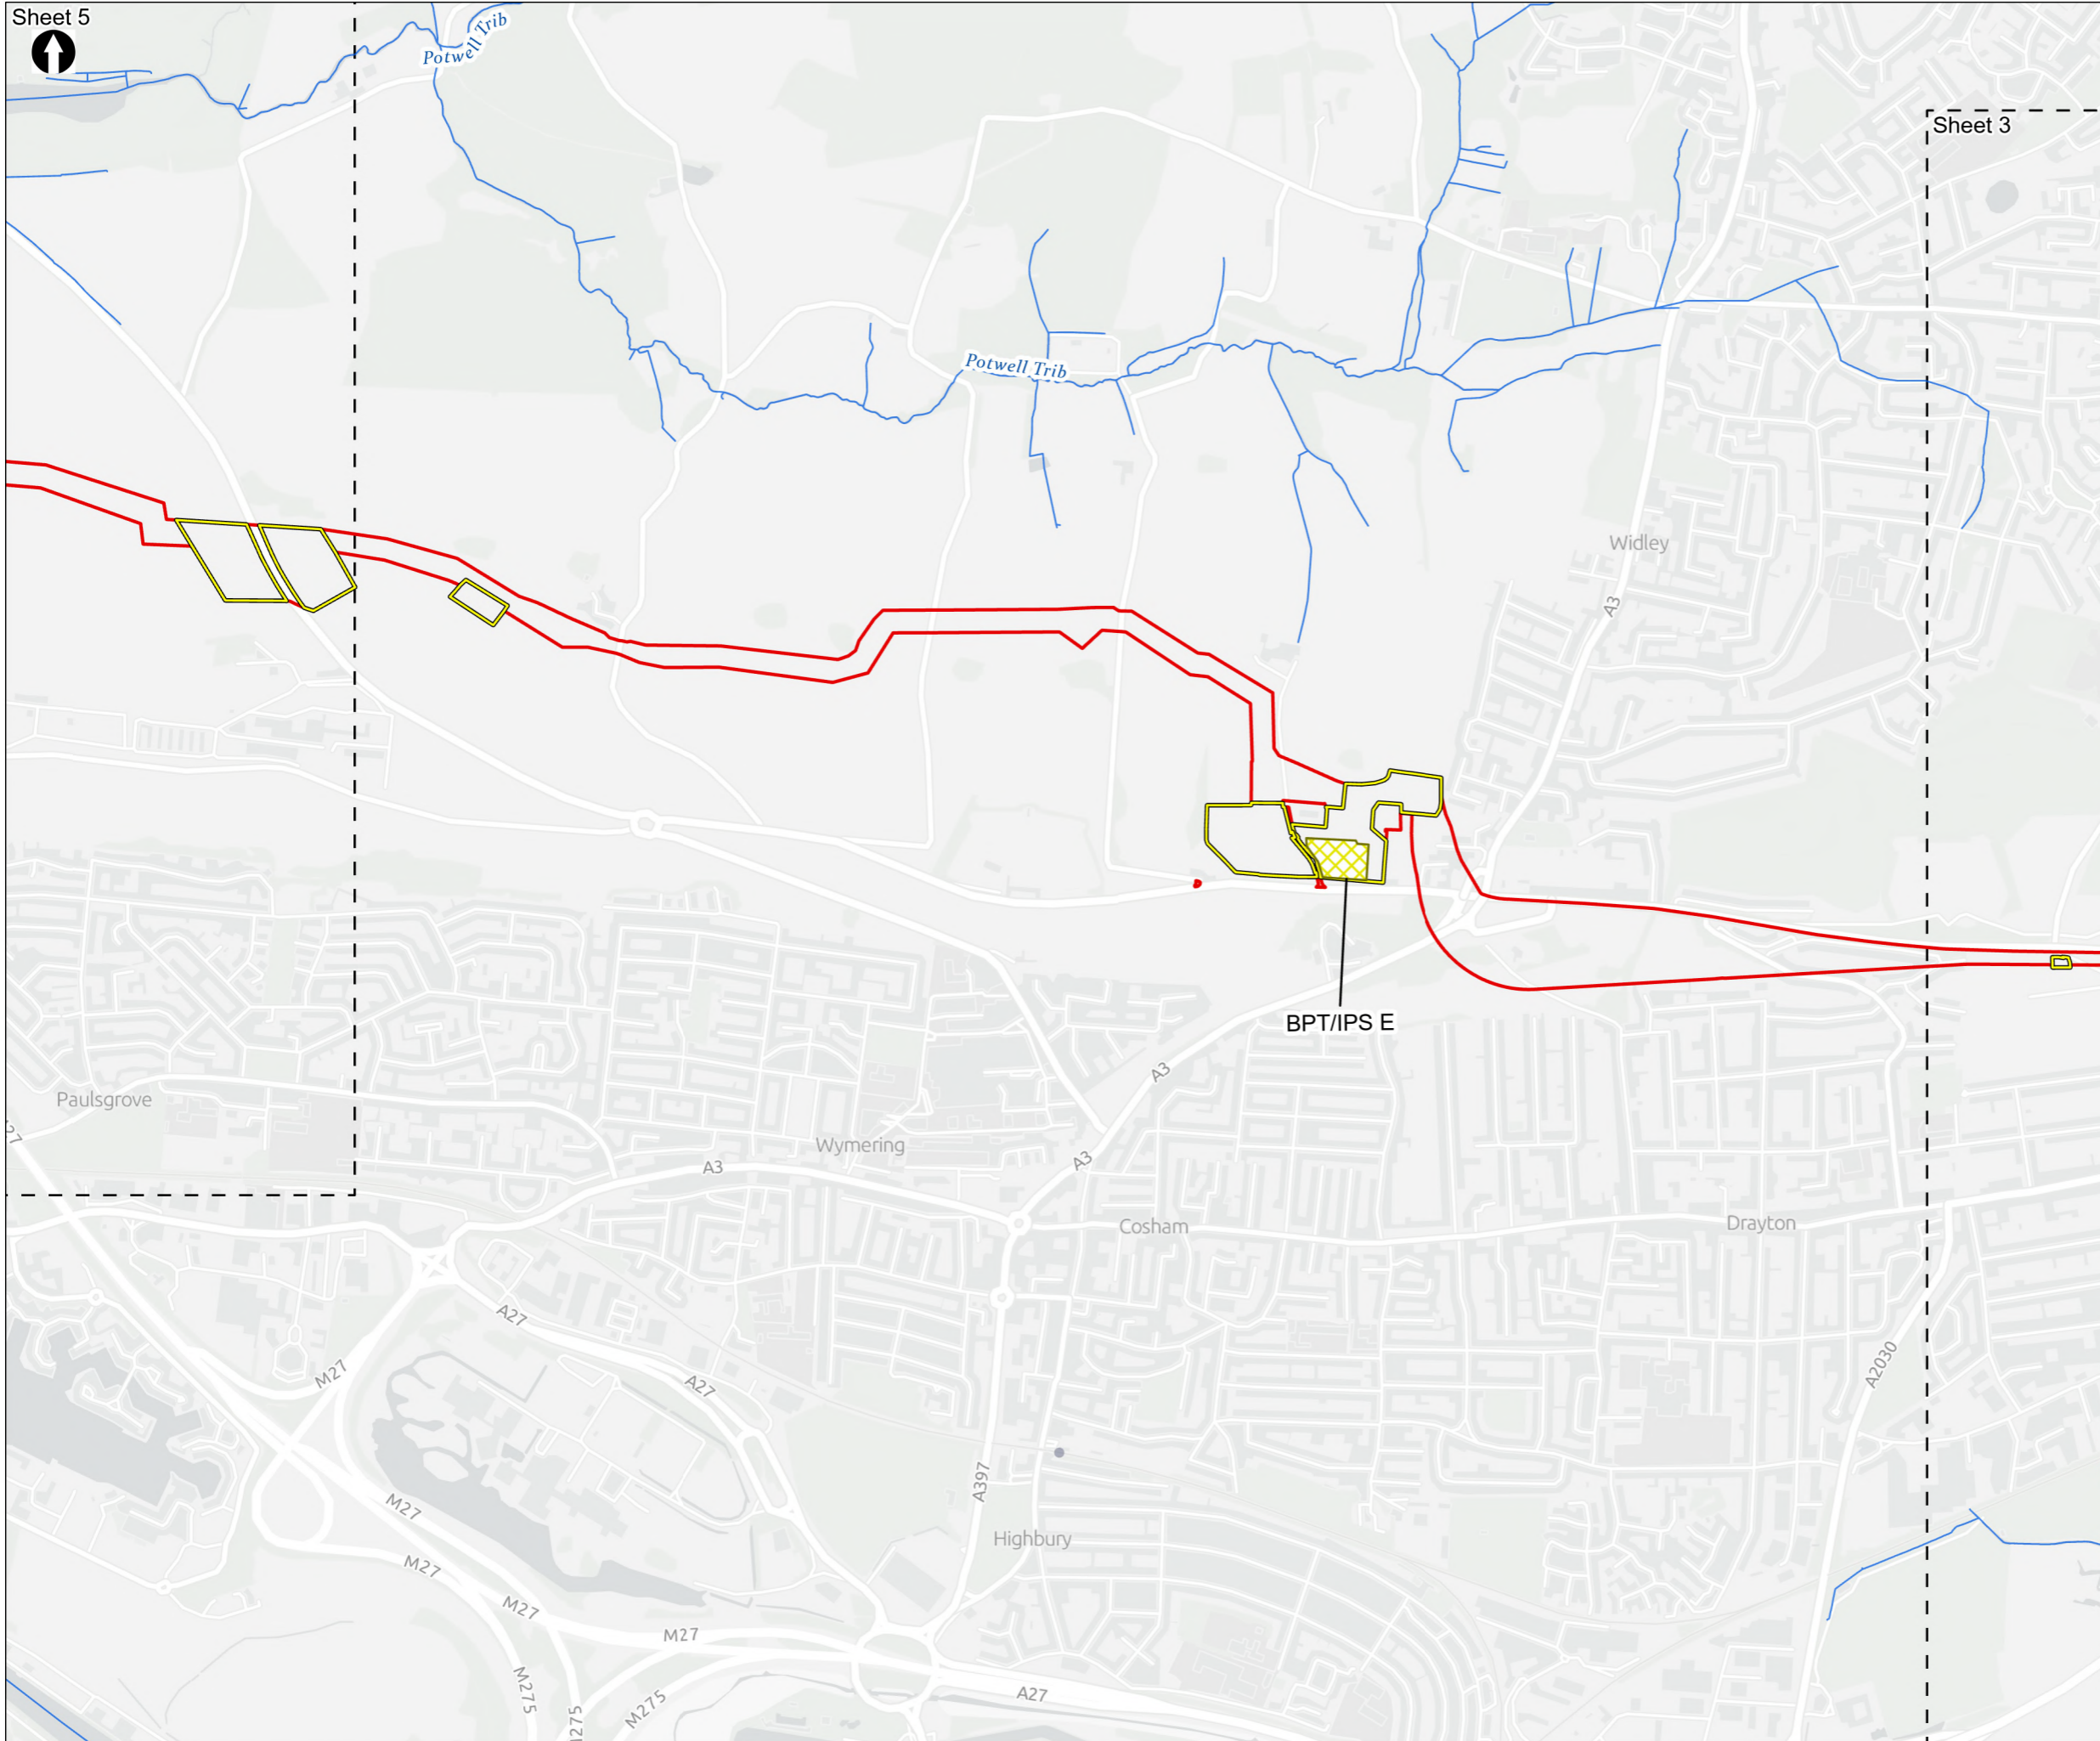 Sheet 5
Potwell Trib
Sheet 3
Potwell Trib
Widley
A3
BPT/IPS E
A3
Paulsgrove
Wymering
A3
A3
Cosham
Drayton
A27
M27
A27
A2030
A397
M27
Highbury
M27
M27
M27
M275
M275
A27